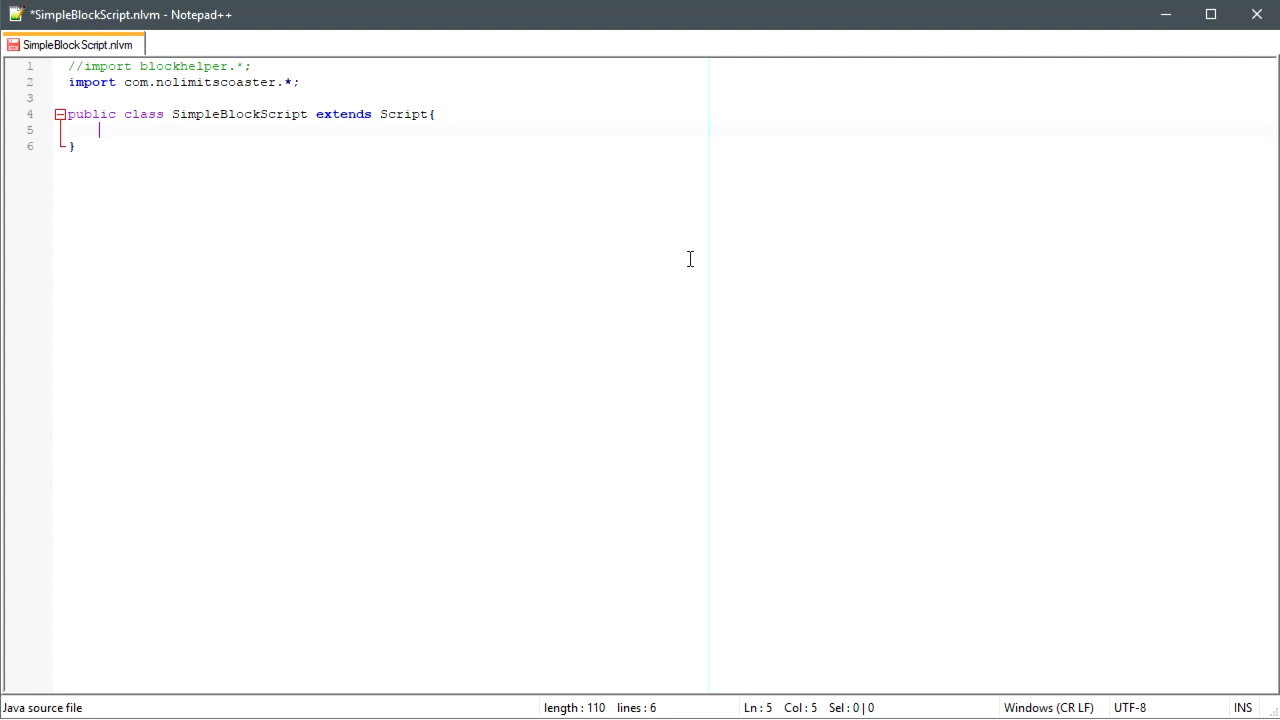 *SimpleBlockScript.nlvm - Notepad++
SimpleBlockScript.nlvm
1 //import blockhelper.*;
2 import com.nolimitscoaster.*;
3
4 public class SimpleBlockScript extends Script{
5
6 }
Java source file length : 110 lines : 6 Ln : 5 Col : 5 Sel : 0 | 0 Windows (CR LF) UTF-8 INS